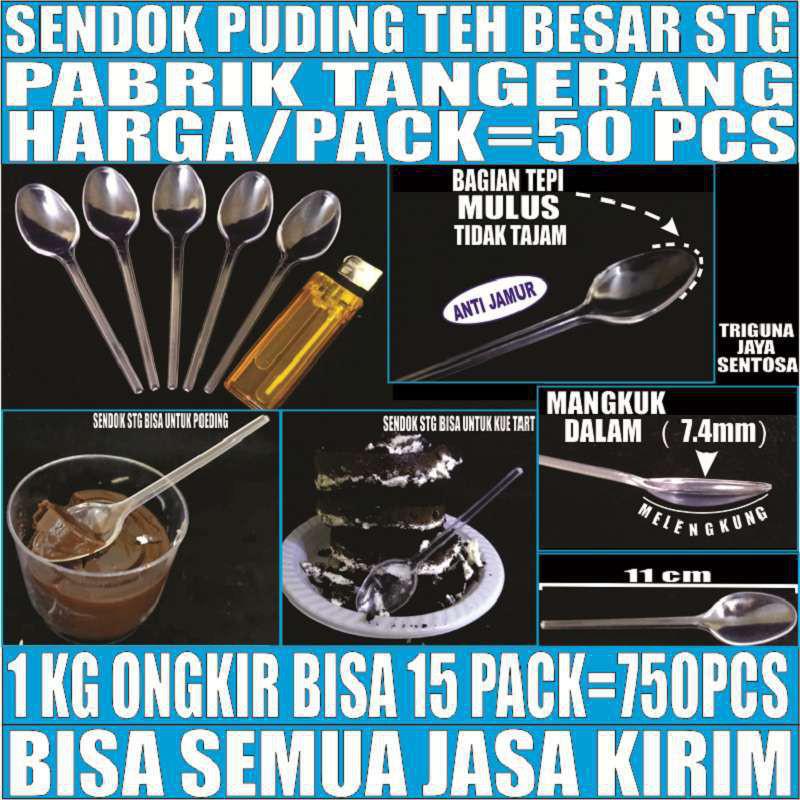 SENDOK PUDING TEH BESAR STG
PABRIK TANGERANG
HARGA/PACK=50 PCS
BAGIAN TEPI
MULUS
TIDAK TAJAM
ANTI JAMUR
TRIGUNA
JAYA
SENTOSA
SENDOK STG BISA UNTUK POEDING
SENDOK STG BISA UNTUK KUE TART
MANGKUK
DALAM ( 7.4mm)
MELENGKUNG
11 cm
1 KG ONGKIR BISA 15 PACK=750PCS
BISA SEMUA JASA KIRIM